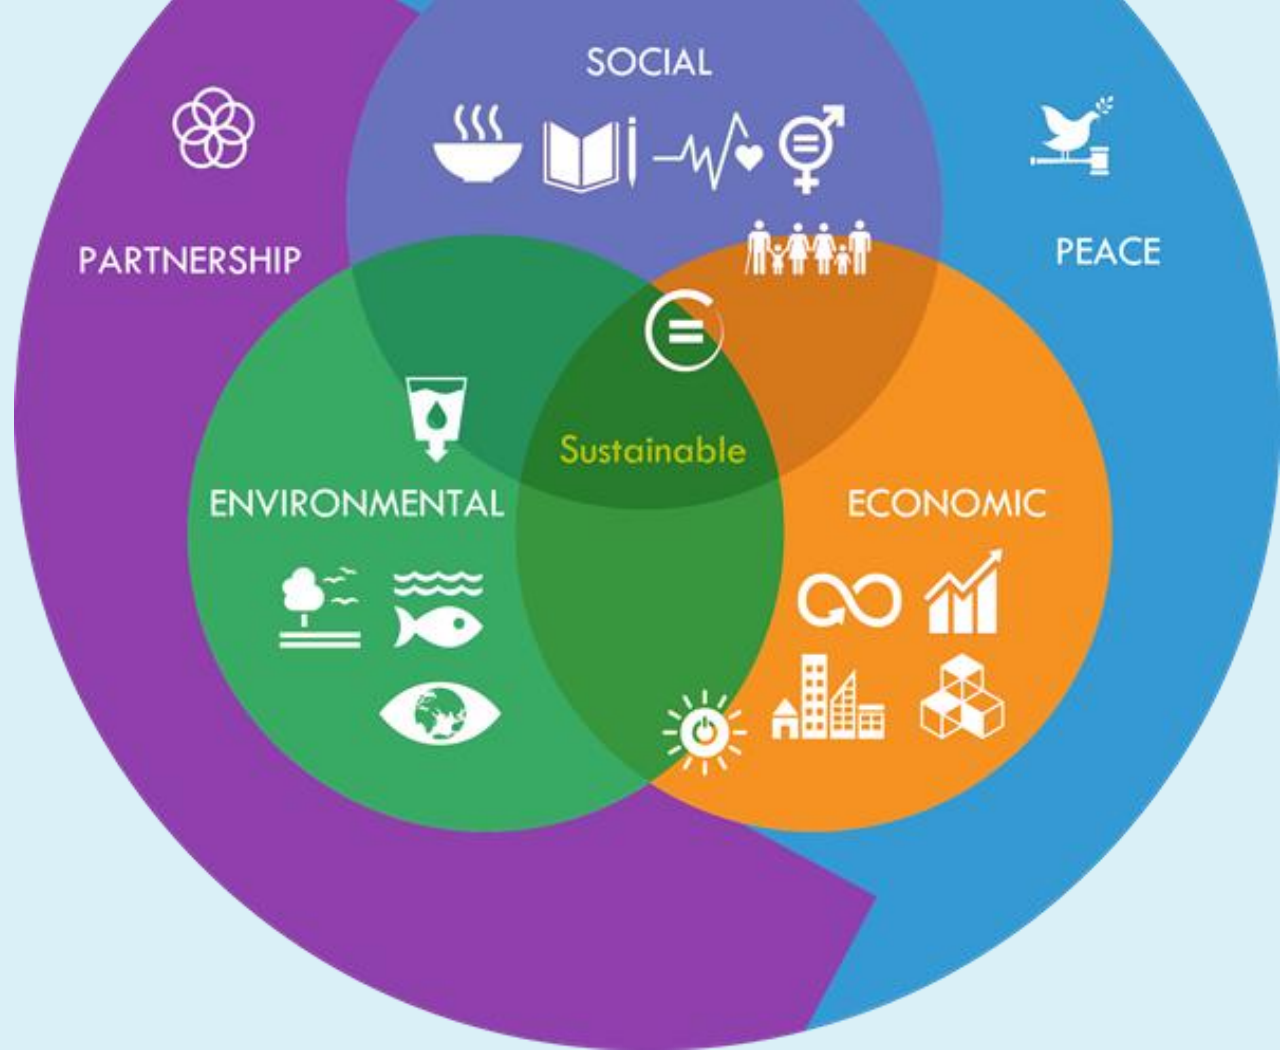 SOCIAL
PARTNERSHIP
PEACE
Sustainable
ENVIRONMENTAL
ECONOMIC